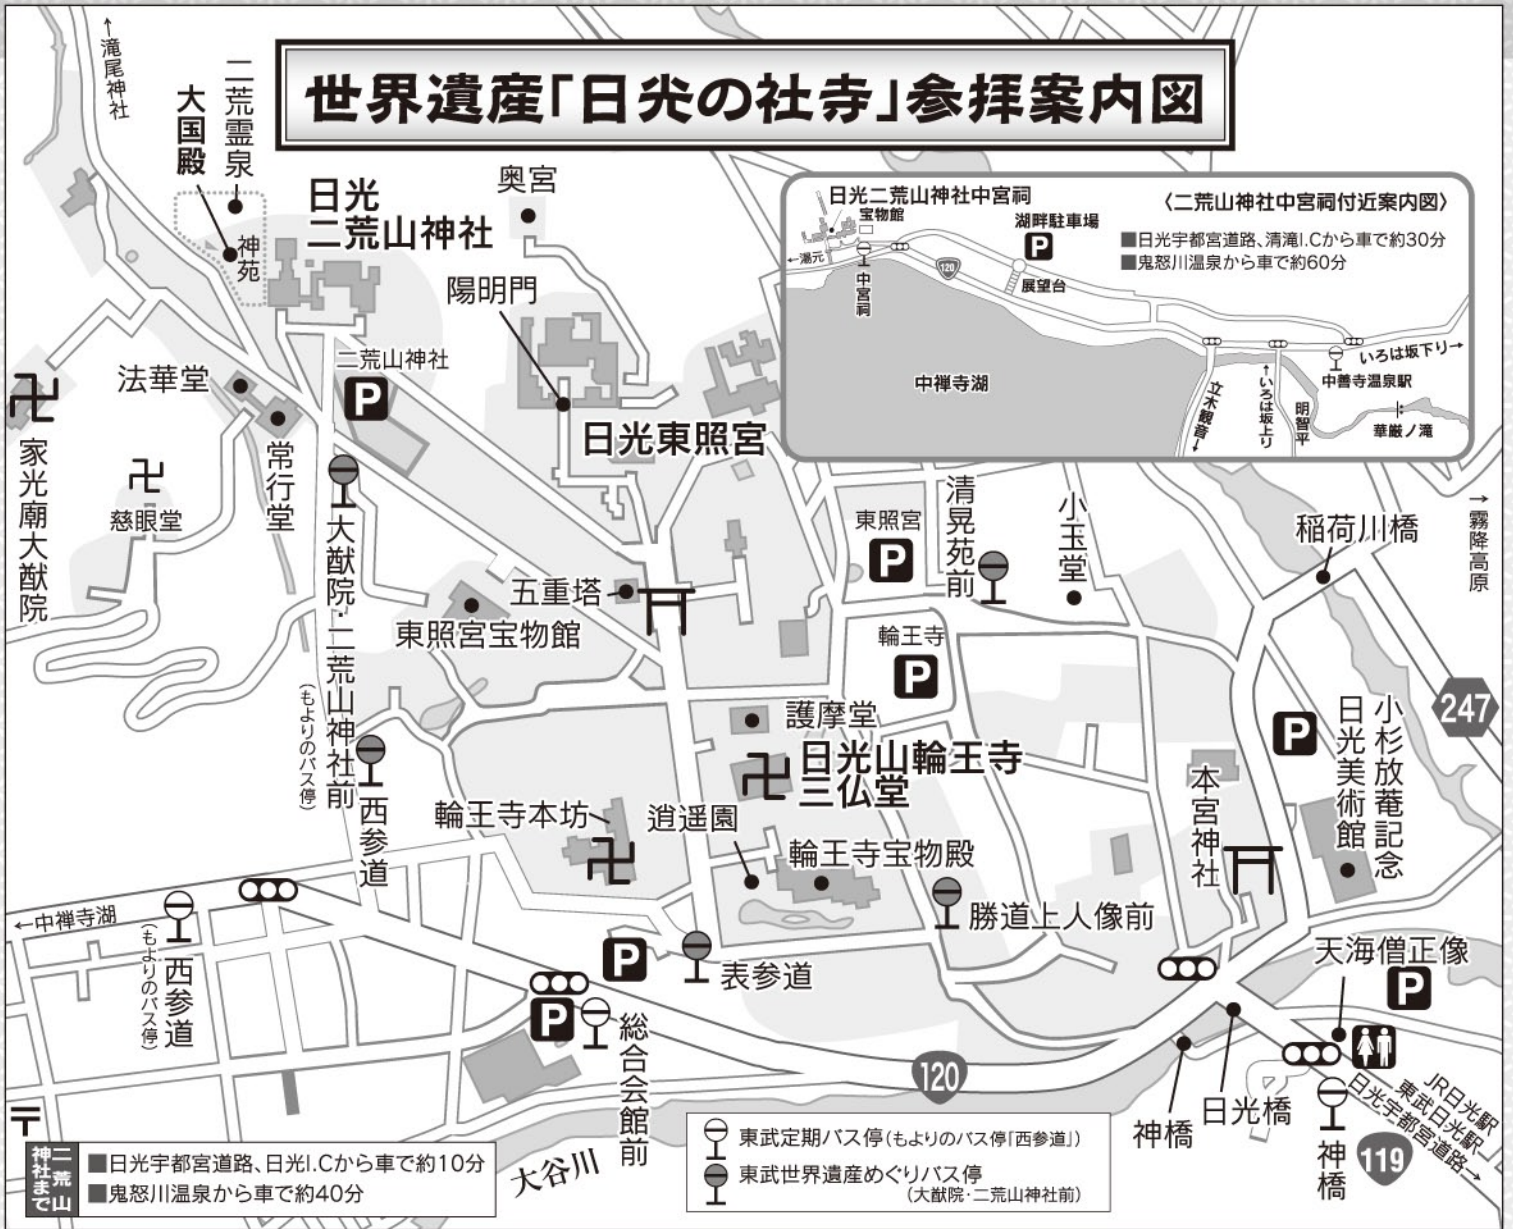 世界遺産「日光の社寺」参拝案内図
↑滝尾神社
二荒霊泉
大国殿
神苑
日光
二荒山神社
奥宮
陽明門
二荒山神社
P
法華堂
常行堂
家光廟大猷院
慈眼堂
日光東照宮
日光二荒山神社中宮祠
宝物館
〈二荒山神社中宮祠付近案内図〉
湖畔駐車場
P
■日光宇都宮道路、清滝I.Cから車で約30分
■鬼怒川温泉から車で約60分
←湯元
中宮祠
120
展望台
中禅寺湖
いろは坂下り→
中善寺温泉駅
立木観音→
←いろは坂上り
明智平
華厳ノ滝
大猷院・二荒山神社前
(もよりのバス停)
五重塔
東照宮宝物館
東照宮
P
清晃苑前
小玉堂
稲荷川橋
→霧降高原
輪王寺
P
247
護摩堂
日光山輪王寺
三仏堂
P
小杉放菴記念
日光美術館
本宮神社
西参道
輪王寺本坊
逍遥園
輪王寺宝物殿
勝道上人像前
←中禅寺湖
西参道
(もよりのバス停)
P
表参道
P
総合会館前
天海僧正像
P
120
神橋
日光橋
神橋
JR日光駅
東武日光駅
日光宇都宮道路→
119
〒
二荒山
神社まで
■日光宇都宮道路、日光I.Cから車で約10分
■鬼怒川温泉から車で約40分
大谷川
東武定期バス停(もよりのバス停「西参道」)
東武世界遺産めぐりバス停
(大猷院・二荒山神社前)